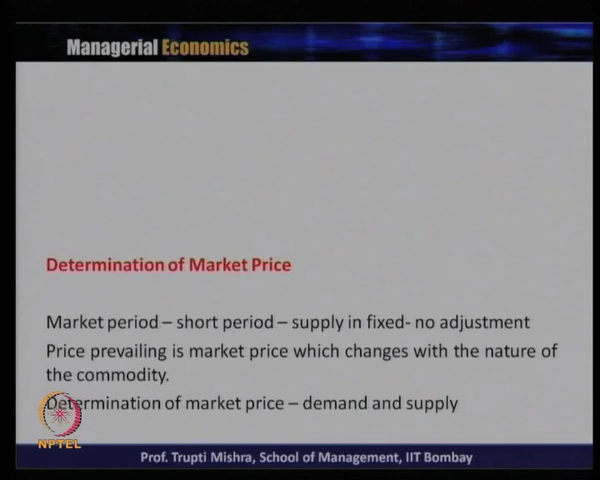 Managerial Economics
Determination of Market Price
Market period – short period – supply in fixed- no adjustment
Price prevailing is market price which changes with the nature of
the commodity.
Determination of market price – demand and supply
NPTEL
Prof. Trupti Mishra, School of Management, IIT Bombay